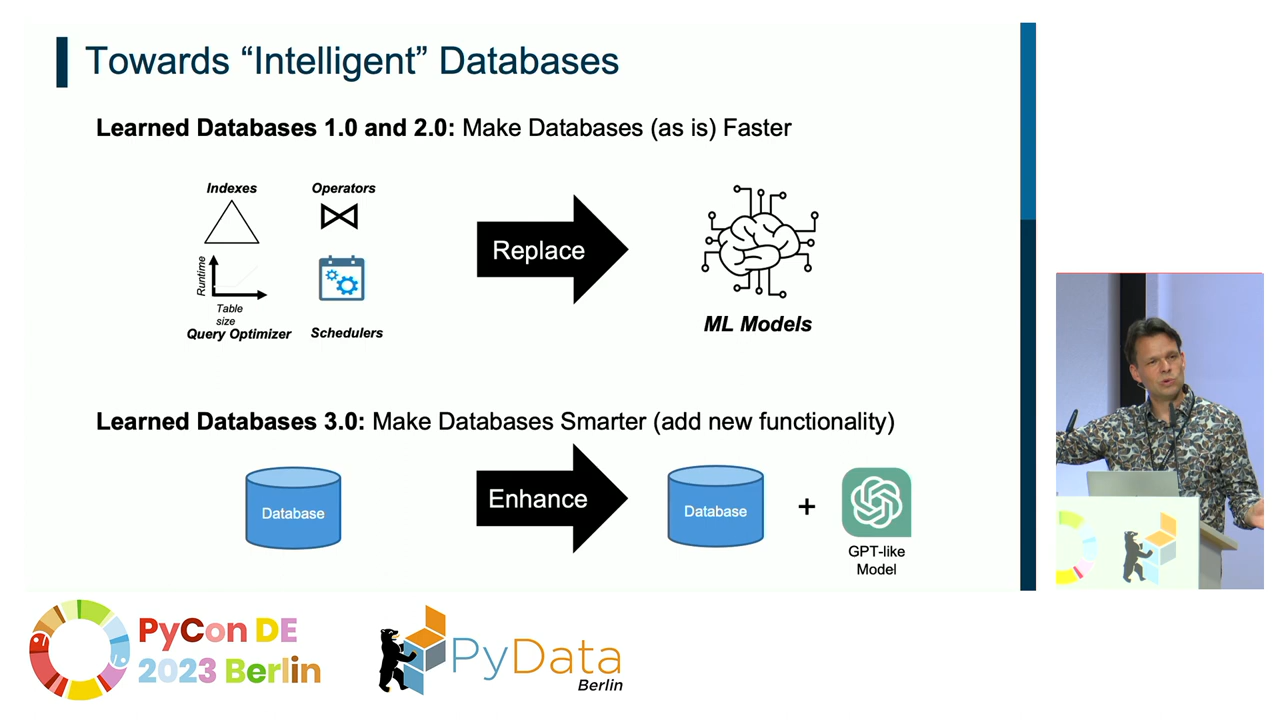 Towards “Intelligent” Databases
Learned Databases 1.0 and 2.0: Make Databases (as is) Faster
Indexes
Operators
Runtime
Table
size
Query Optimizer
Schedulers
Replace
ML Models
Learned Databases 3.0: Make Databases Smarter (add new functionality)
Database
Enhance
Database
+
GPT-like
Model
PyCon DE
2023 Berlin
PyData
Berlin